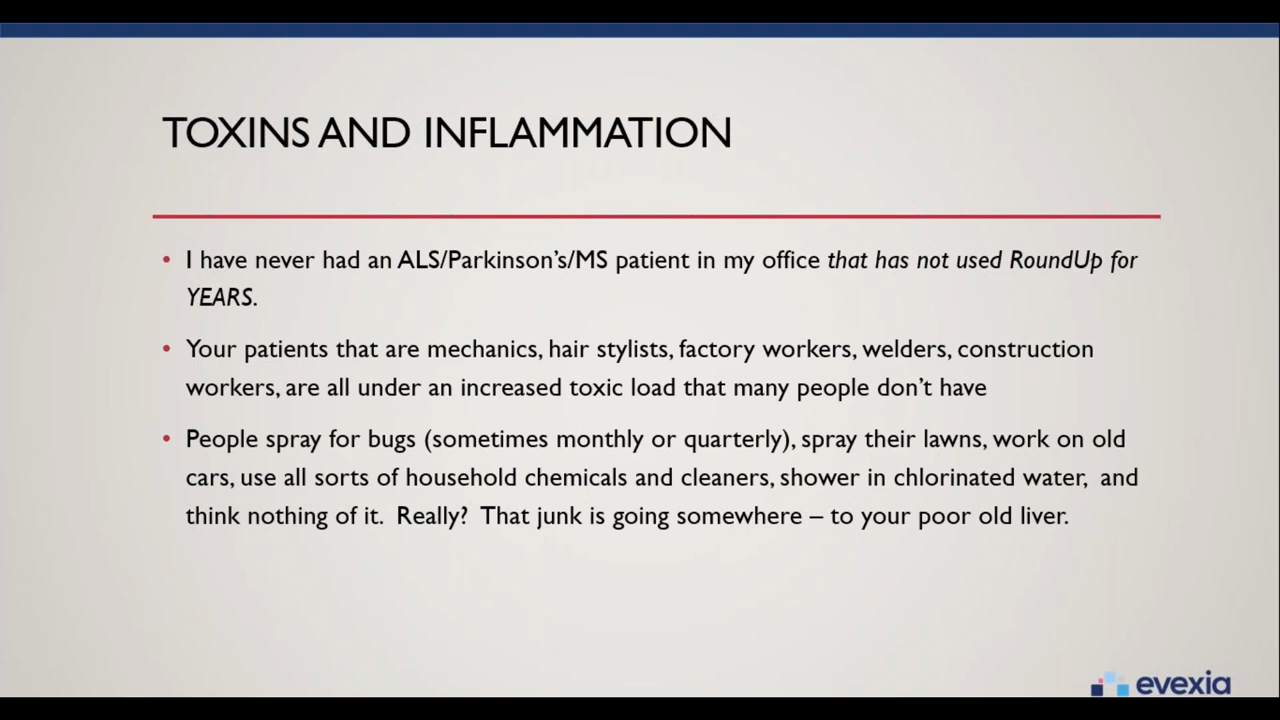 TOXINS AND INFLAMMATION
• I have never had an ALS/Parkinson's/MS patient in my office that has not used RoundUp for
YEARS.
• Your patients that are mechanics, hair stylists, factory workers, welders, construction
workers, are all under an increased toxic load that many people don't have
• People spray for bugs (sometimes monthly or quarterly), spray their lawns, work on old
cars, use all sorts of household chemicals and cleaners, shower in chlorinated water,  and
think nothing of it.  Really?  That junk is going somewhere – to your poor old liver.
evexia